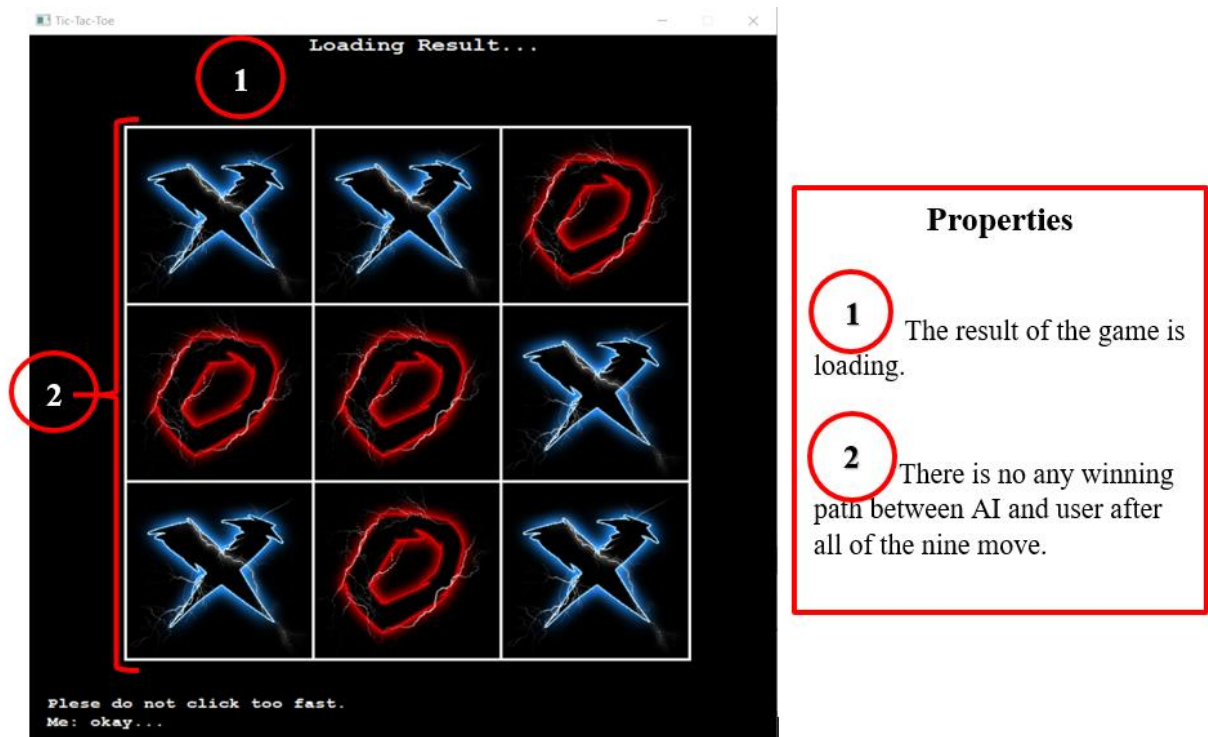 Tic-Tac-Toe
Loading Result...
1
2
Plese do not click too fast.
Me: okay...
Properties
1 The result of the game is
loading.
2 There is no any winning
path between AI and user after
all of the nine move.